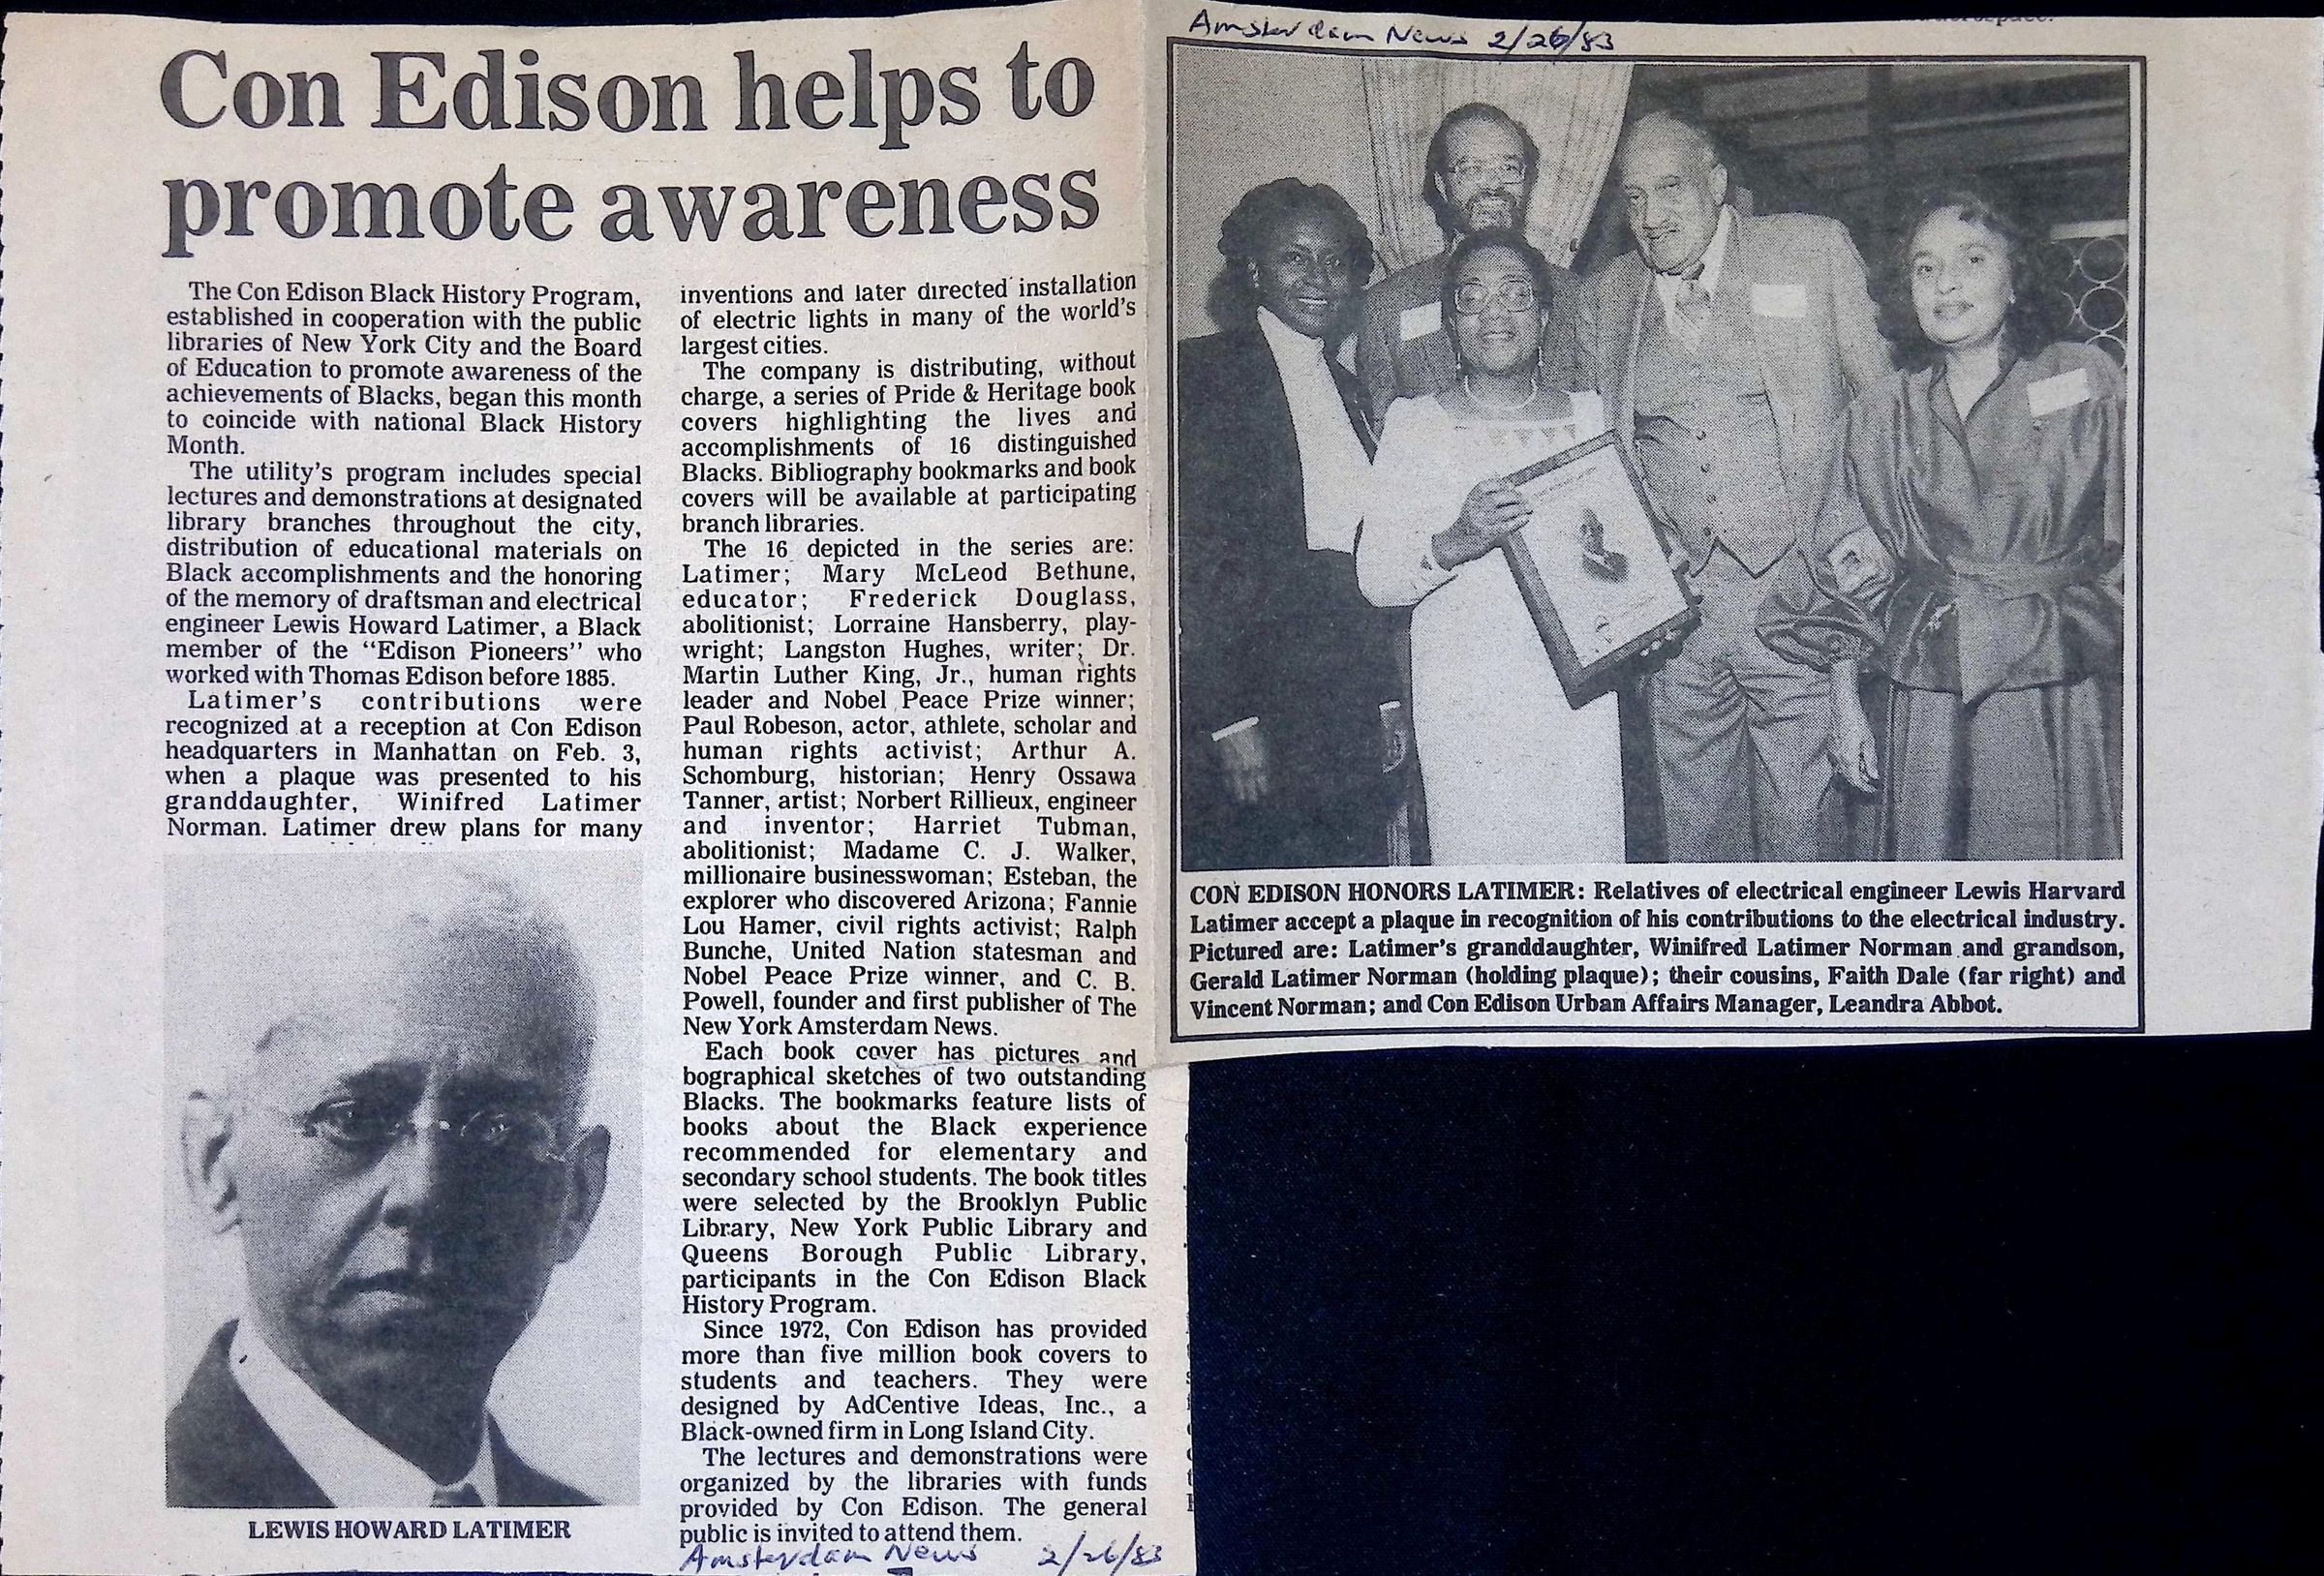 Con Edison helps to
promote awareness
The Con Edison Black History Program,
established in cooperation with the public
libraries of New York City and the Board
of Education to promote awareness of the
achievements of Blacks, began this month
to coincide with national Black History
Month.
The utility's program includes special
lectures and demonstrations at designated
library branches throughout the city,
distribution of educational materials on
Black accomplishments and the honoring
of the memory of draftsman and electrical
engineer Lewis Howard Latimer, a Black
member of the "Edison Pioneers" who
worked with Thomas Edison before 1885.
Latimer's contributions were
recognized at a reception at Con Edison
headquarters in Manhattan on Feb. 3,
when a plaque was presented to his
granddaughter, Winifred Latimer
Norman. Latimer drew plans for many
LEWIS HOWARD LATIMER
inventions and later directed installation
of electric lights in many of the world's
largest cities.
The company is distributing, without
charge, a series of Pride & Heritage book
covers highlighting the lives and
accomplishments of 16 distinguished
Blacks. Bibliography bookmarks and book
covers will be available at participating
branch libraries.
The 16 depicted in the series are:
Latimer; Mary McLeod Bethune,
educator; Frederick Douglass,
abolitionist; Lorraine Hansberry, play-
wright; Langston Hughes, writer; Dr.
Martin Luther King, Jr., human rights
leader and Nobel Peace Prize winner;
Paul Robeson, actor, athlete, scholar and
human rights activist; Arthur A.
Schomburg, historian; Henry Ossawa
Tanner, artist; Norbert Rillieux, engineer
and inventor; Harriet Tubman,
abolitionist; Madame C. J. Walker,
millionaire businesswoman; Esteban, the
explorer who discovered Arizona; Fannie
Lou Hamer, civil rights activist; Ralph
Bunche, United Nation statesman and
Nobel Peace Prize winner, and C. B.
Powell, founder and first publisher of The
New York Amsterdam News.
Each book cover has pictures and
bographical sketches of two outstanding
Blacks. The bookmarks feature lists of
books about the Black experience
recommended for elementary and
secondary school students. The book titles
were selected by the Brooklyn Public
Library, New York Public Library and
Queens Borough Public Library,
participants in the Con Edison Black
History Program.
Since 1972, Con Edison has provided
more than five million book covers to
students and teachers. They were
designed by AdCentive Ideas, Inc., a
Black-owned firm in Long Island City.
The lectures and demonstrations were
organized by the libraries with funds
provided by Con Edison. The general
public is invited to attend them.
Amsterdam News 2/26/83
Amsterdam News 2/26/83
CON EDISON HONORS LATIMER: Relatives of electrical engineer Lewis Harvard
Latimer accept a plaque in recognition of his contributions to the electrical industry.
Pictured are: Latimer's granddaughter, Winifred Latimer Norman and grandson,
Gerald Latimer Norman (holding plaque); their cousins, Faith Dale (far right) and
Vincent Norman; and Con Edison Urban Affairs Manager, Leandra Abbot.